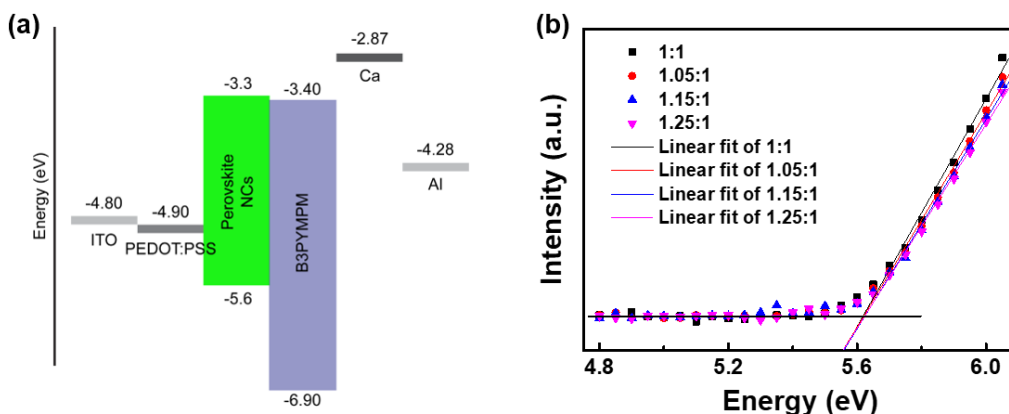 (a)
Energy (eV)
-4.80
ITO
-4.90
PEDOT:PSS
-3.3
Perovskite
NCs
-5.6
-3.40
B3PYMPM
-6.90
-2.87
Ca
-4.28
Al
(b)
Intensity (a.u.)
1:1
1.05:1
1.15:1
1.25:1
Linear fit of 1:1
Linear fit of 1.05:1
Linear fit of 1.15:1
Linear fit of 1.25:1
4.8 5.2 5.6 6.0
Energy (eV)